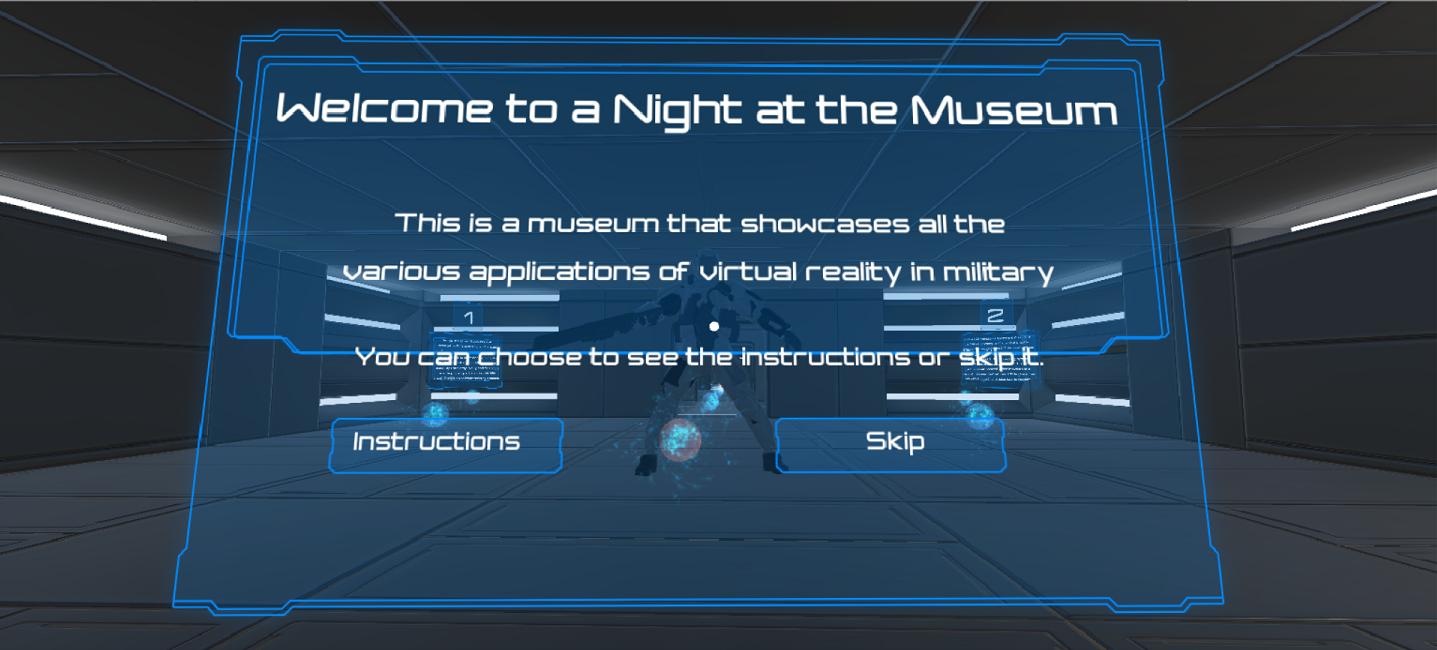 Welcome to a Night at the Museum
This is a museum that showcases all the
various applications of virtual reality in military
1
2
You can choose to see the instructions or skip it.
Instructions
Skip